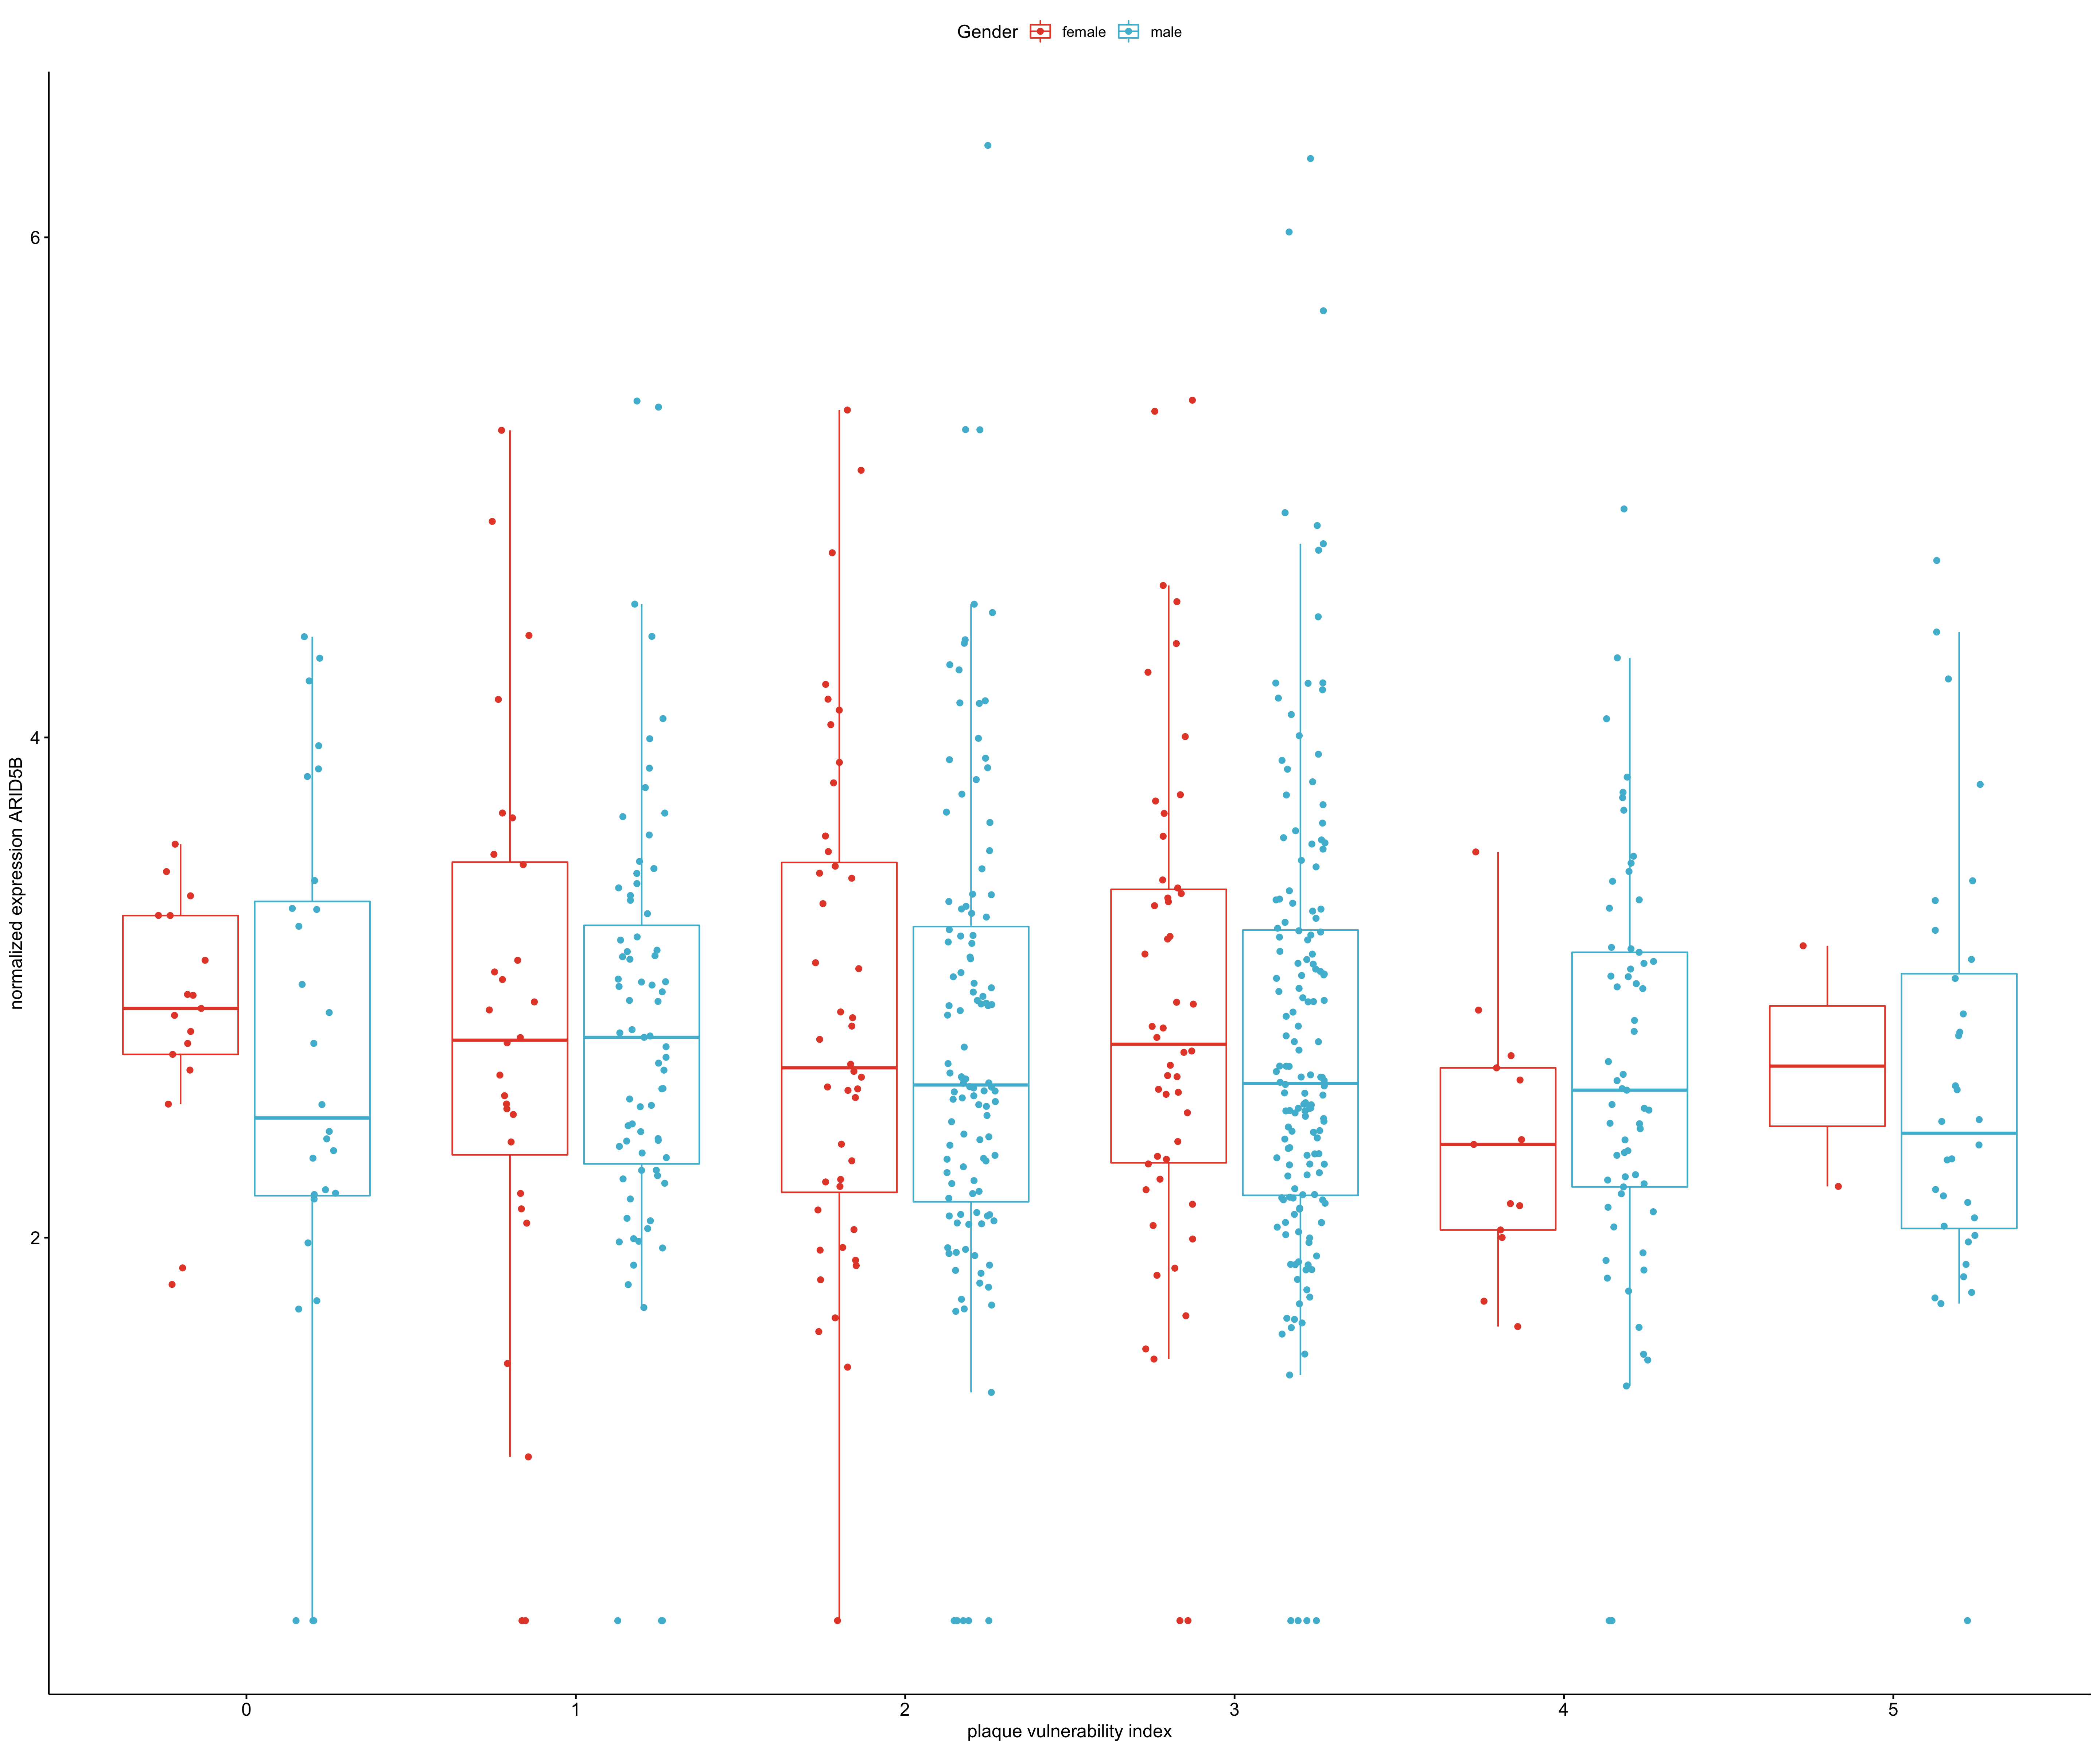 Gender female male
normalized expression ARID5B
6
4
2
0 1 2 3 4 5
plaque vulnerability index